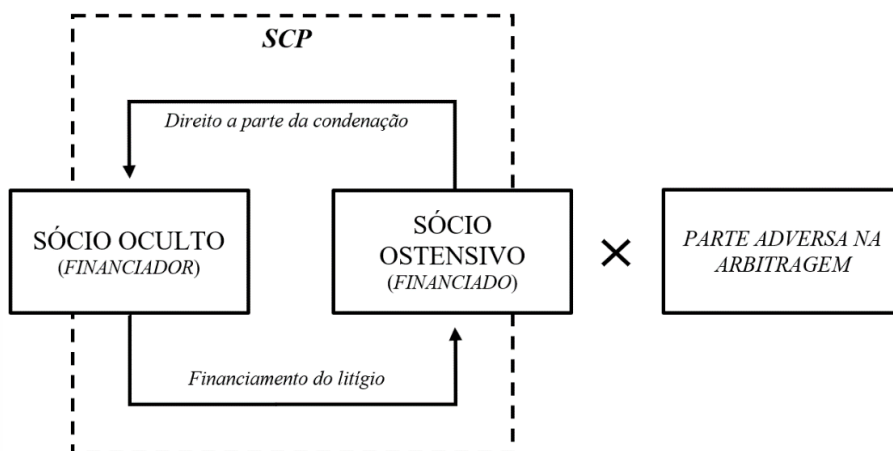 SCP
Direito a parte da condenação
SÓCIO OCULTO
(FINANCIADOR)
SÓCIO
OSTENSIVO
(FINANCIADO)
PARTE ADVERSA NA
ARBITRAGEM
Financiamento do litígio